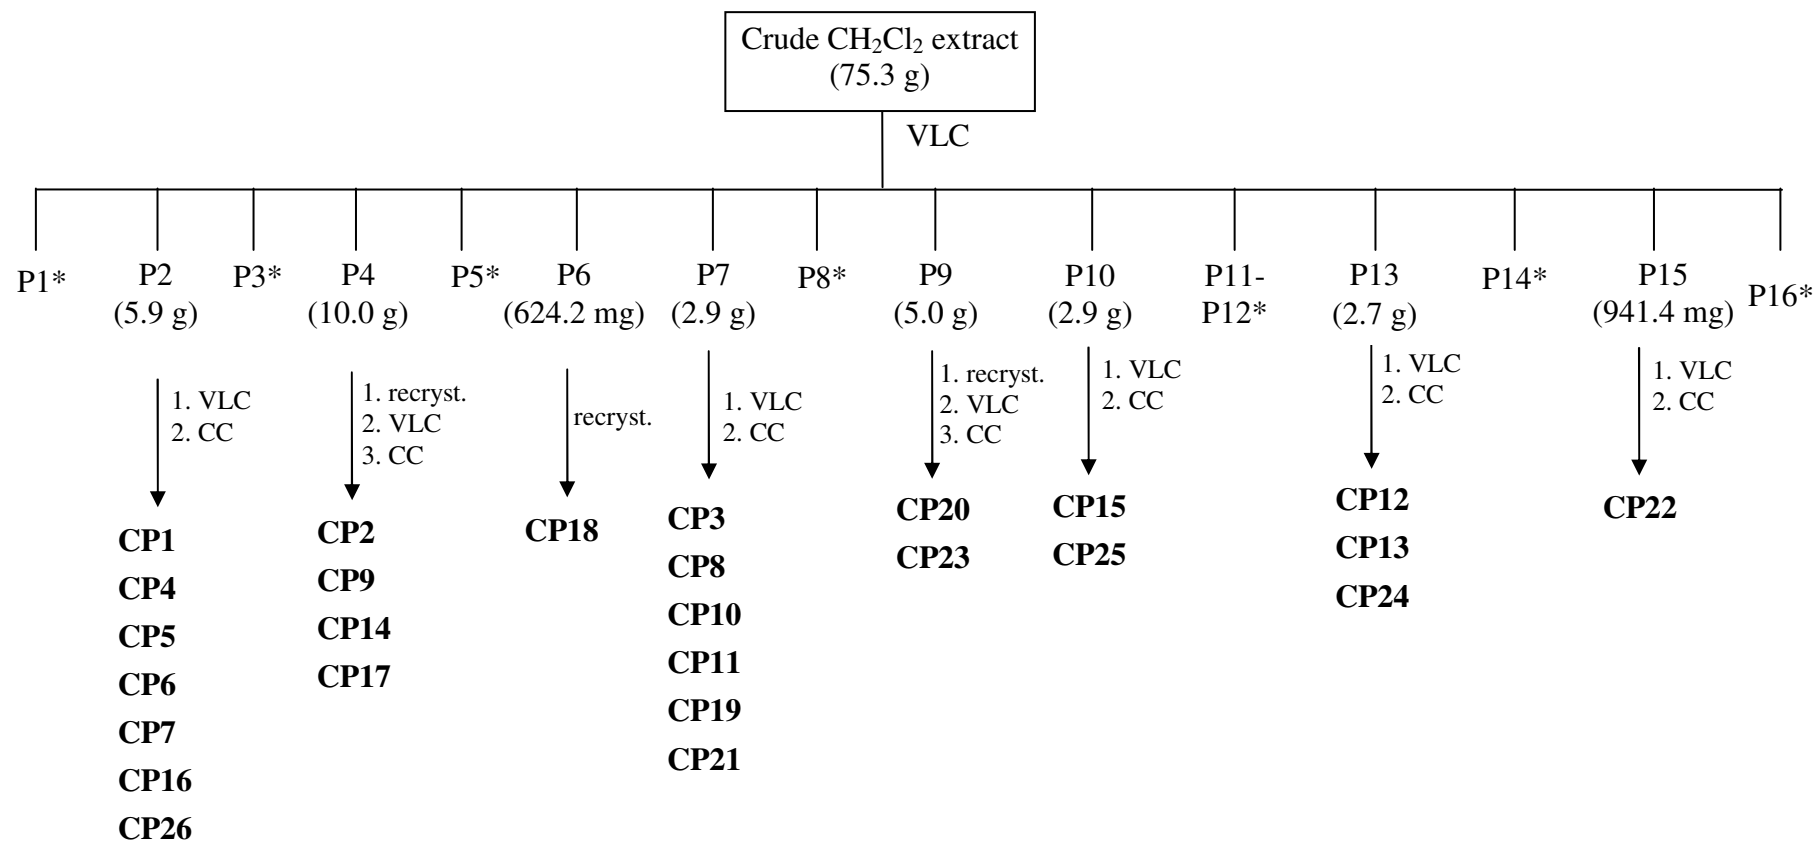 Crude CH₂Cl₂ extract
(75.3 g)
VLC
P1*
P2
(5.9 g)
P3*
P4
(10.0 g)
P5*
P6
(624.2 mg)
P7
(2.9 g)
P8*
P9
(5.0 g)
P10
(2.9 g)
P11-
P12*
P13
(2.7 g)
P14*
P15
(941.4 mg)
P16*
1. VLC
2. CC
1. recryst.
2. VLC
3. CC
recryst.
1. VLC
2. CC
1. recryst.
2. VLC
3. CC
1. VLC
2. CC
1. VLC
2. CC
1. VLC
2. CC
CP1
CP4
CP5
CP6
CP7
CP16
CP26
CP2
CP9
CP14
CP17
CP18
CP3
CP8
CP10
CP11
CP19
CP21
CP20
CP23
CP15
CP25
CP12
CP13
CP24
CP22